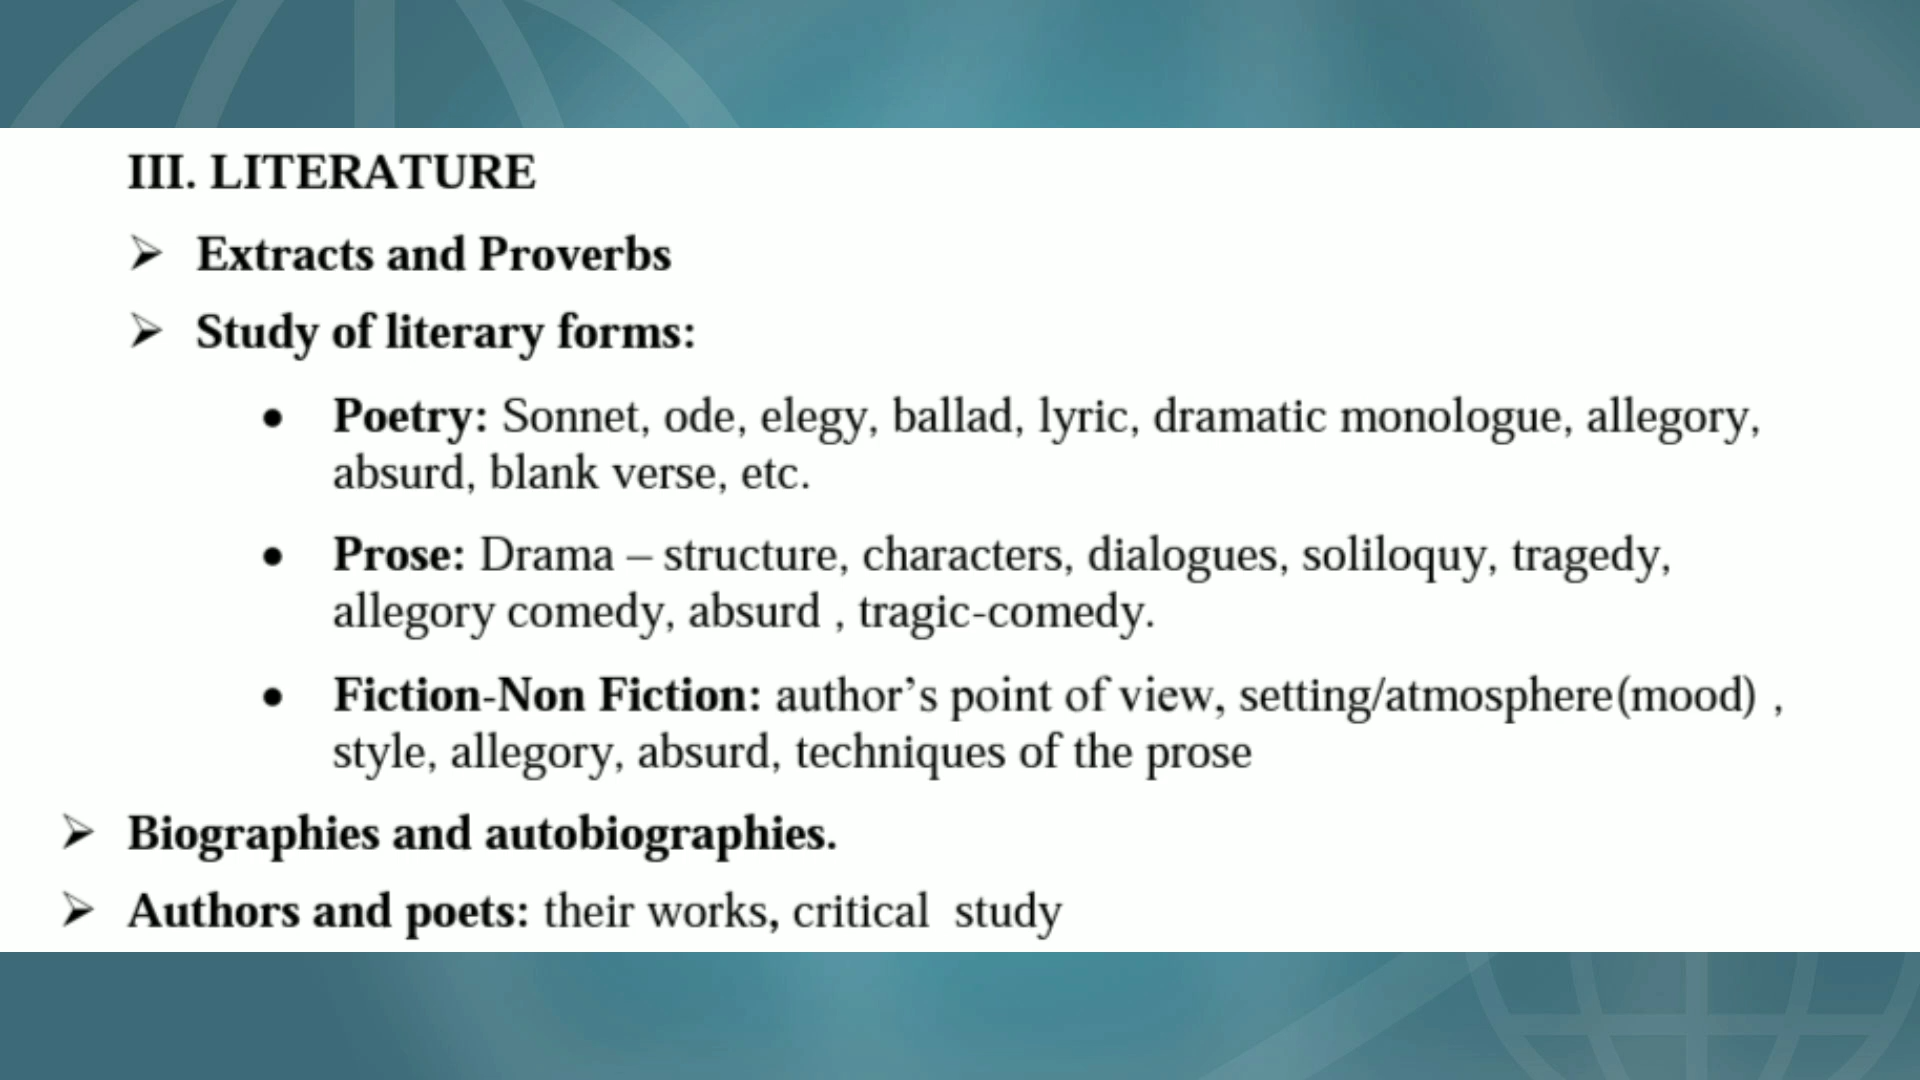 III. LITERATURE
➢ Extracts and Proverbs
➢ Study of literary forms:
• Poetry: Sonnet, ode, elegy, ballad, lyric, dramatic monologue, allegory,
absurd, blank verse, etc.
• Prose: Drama – structure, characters, dialogues, soliloquy, tragedy,
allegory comedy, absurd , tragic-comedy.
• Fiction-Non Fiction: author’s point of view, setting/atmosphere(mood) ,
style, allegory, absurd, techniques of the prose
➢ Biographies and autobiographies.
➢ Authors and poets: their works, critical  study